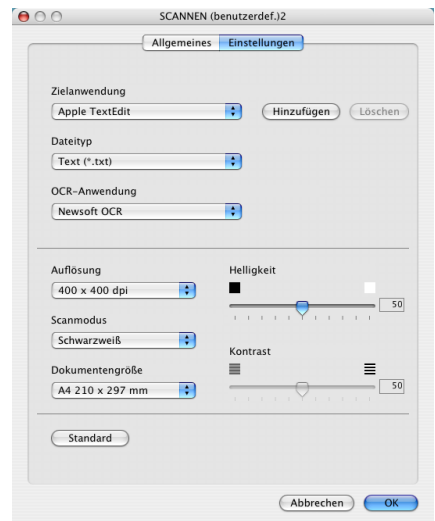 SCANNEN (benutzerdef.)2
Allgemeines Einstellungen
Zielanwendung
Apple TextEdit Hinzufügen Löschen
Dateityp
Text (*.txt)
OCR-Anwendung
Newsoft OCR
Auflösung Helligkeit
400 x 400 dpi
50
Scanmodus
Schwarzweiß
Kontrast
Dokumentengröße
A4 210 x 297 mm 50
Standard
Abbrechen OK